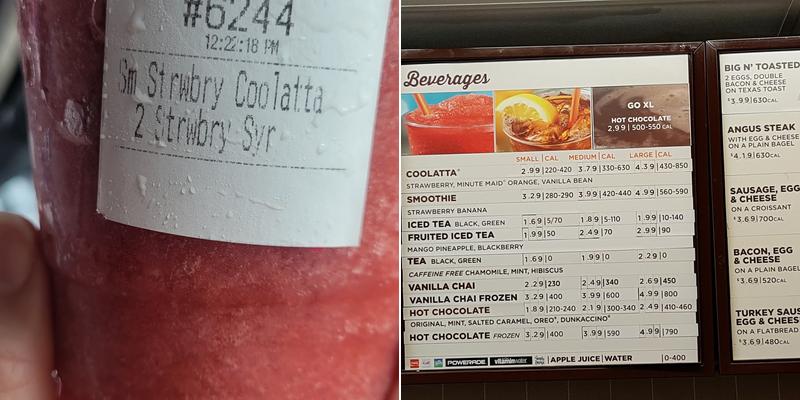 #6244
12:22:18 PM
Sm Strwbry Coolatta
2 Strwbry Syr
Beverages
GO XL
HOT CHOCOLATE
2.99 | 500-550 CAL
SMALL | CAL MEDIUM | CAL LARGE | CAL
COOLATTA® 2.99 | 220-420 3.79 | 330-630 4.39 | 430-850
STRAWBERRY, MINUTE MAID® ORANGE, VANILLA BEAN
SMOOTHIE 3.29 | 280-290 3.99 | 420-440 4.99 | 560-590
STRAWBERRY BANANA
ICED TEA BLACK, GREEN 1.69 | 5/70 1.89 | 5-110 1.99 | 10-140
FRUITED ICED TEA 1.99 | 50 2.49 | 70 2.99 | 90
MANGO PINEAPPLE, BLACKBERRY
TEA BLACK, GREEN 1.69 | 0 1.99 | 0 2.29 | 0
CAFFEINE FREE CHAMOMILE, MINT, HIBISCUS
VANILLA CHAI 2.29 | 230 2.49 | 340 2.69 | 450
VANILLA CHAI FROZEN 3.29 | 400 3.99 | 600 4.99 | 800
HOT CHOCOLATE 1.89 | 210-240 2.19 | 300-340 2.49 | 410-460
ORIGINAL, MINT, SALTED CARAMEL, OREO®, DUNKACCINO®
HOT CHOCOLATE FROZEN 3.29 | 400 3.99 | 590 4.99 | 790
POWERADE vitaminwater | APPLE JUICE | WATER | 0-400
BIG N' TOASTED
2 EGGS, DOUBLE
BACON & CHEESE
ON TEXAS TOAST
$3.99 | 630 CAL
ANGUS STEAK
WITH EGG & CHEESE
ON A PLAIN BAGEL
$4.19 | 630 CAL
SAUSAGE, EGG
& CHEESE
ON A CROISSANT
$3.69 | 700 CAL
BACON, EGG
& CHEESE
ON A PLAIN BAGEL
$3.69 | 520 CAL
TURKEY SAUS
EGG & CHEES
ON A FLATBREAD
$3.69 | 480 CAL